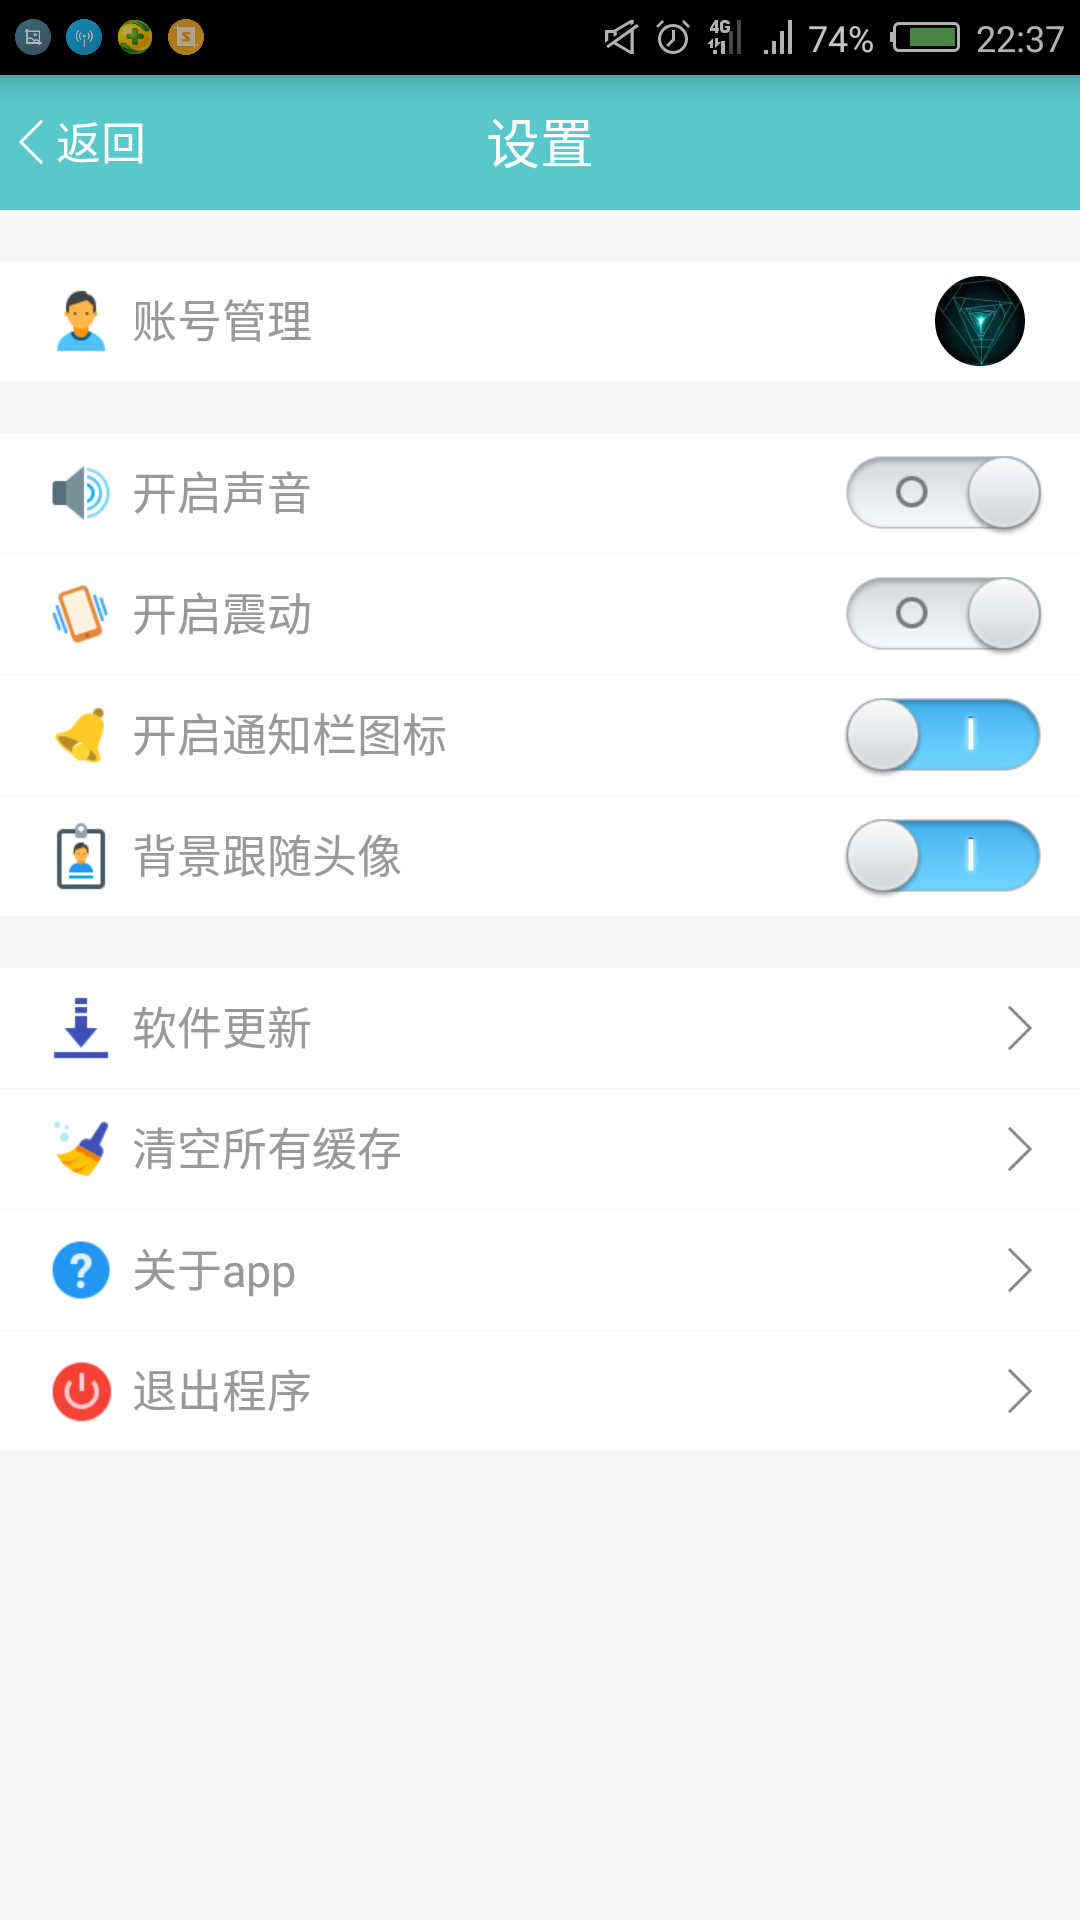 4G 74% 22:37
返回 设置
账号管理
开启声音
开启震动
开启通知栏图标
背景跟随头像
软件更新
清空所有缓存
关于app
退出程序